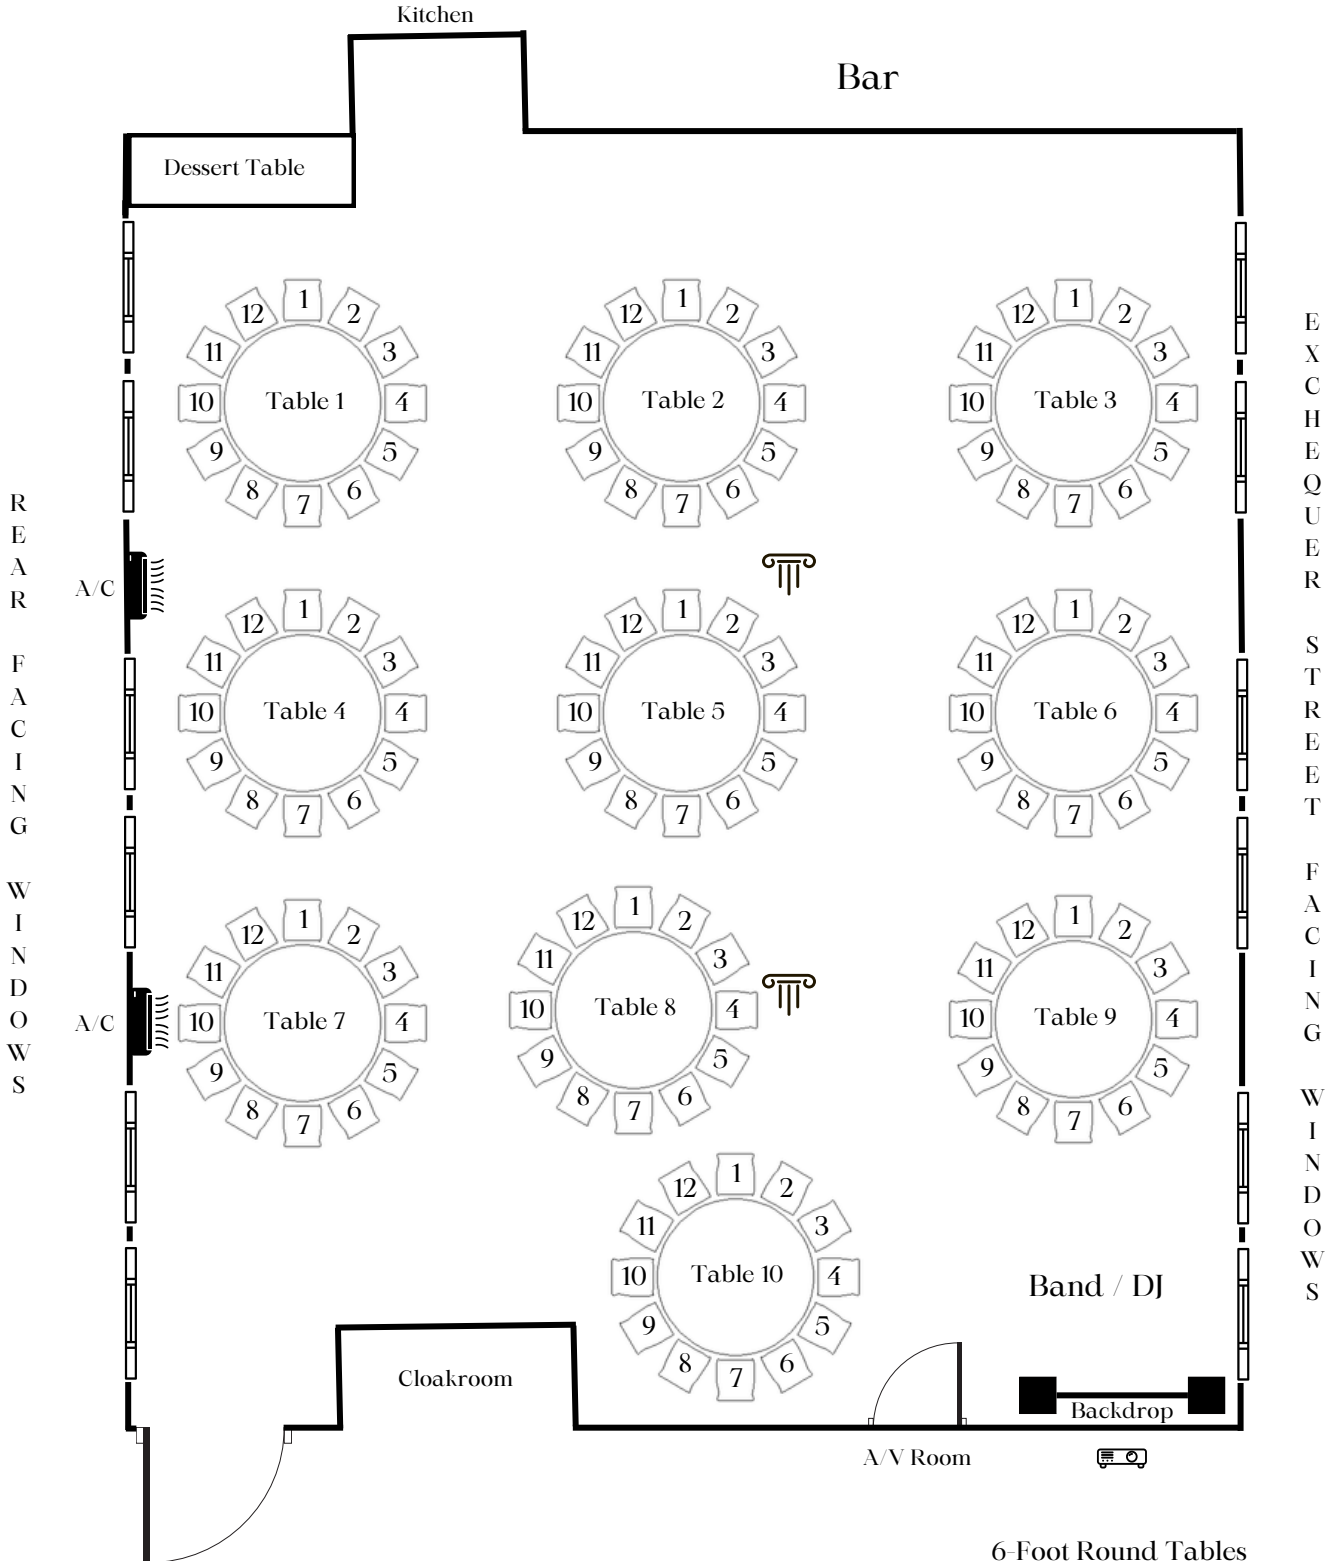 Kitchen
Bar
Dessert Table
1
12 2
11 3
10 Table 1 4
9 5
8 6
7
1
12 2
11 3
10 Table 2 4
9 5
8 6
7
1
12 2
11 3
10 Table 3 4
9 5
8 6
7
REAR FACING WINDOWS
A/C
A/C
EXCHEQUER STREET FACING WINDOWS
1
12 2
11 3
10 Table 4 4
9 5
8 6
7
1
12 2
11 3
10 Table 5 4
9 5
8 6
7
1
12 2
11 3
10 Table 6 4
9 5
8 6
7
1
12 2
11 3
10 Table 7 4
9 5
8 6
7
1
12 2
11 3
10 Table 8 4
9 5
8 6
7
1
12 2
11 3
10 Table 9 4
9 5
8 6
7
1
12 2
11 3
10 Table 10 4
9 5
8 6
7
Band / DJ
Cloakroom
Backdrop
A/V Room
6-Foot Round Tables